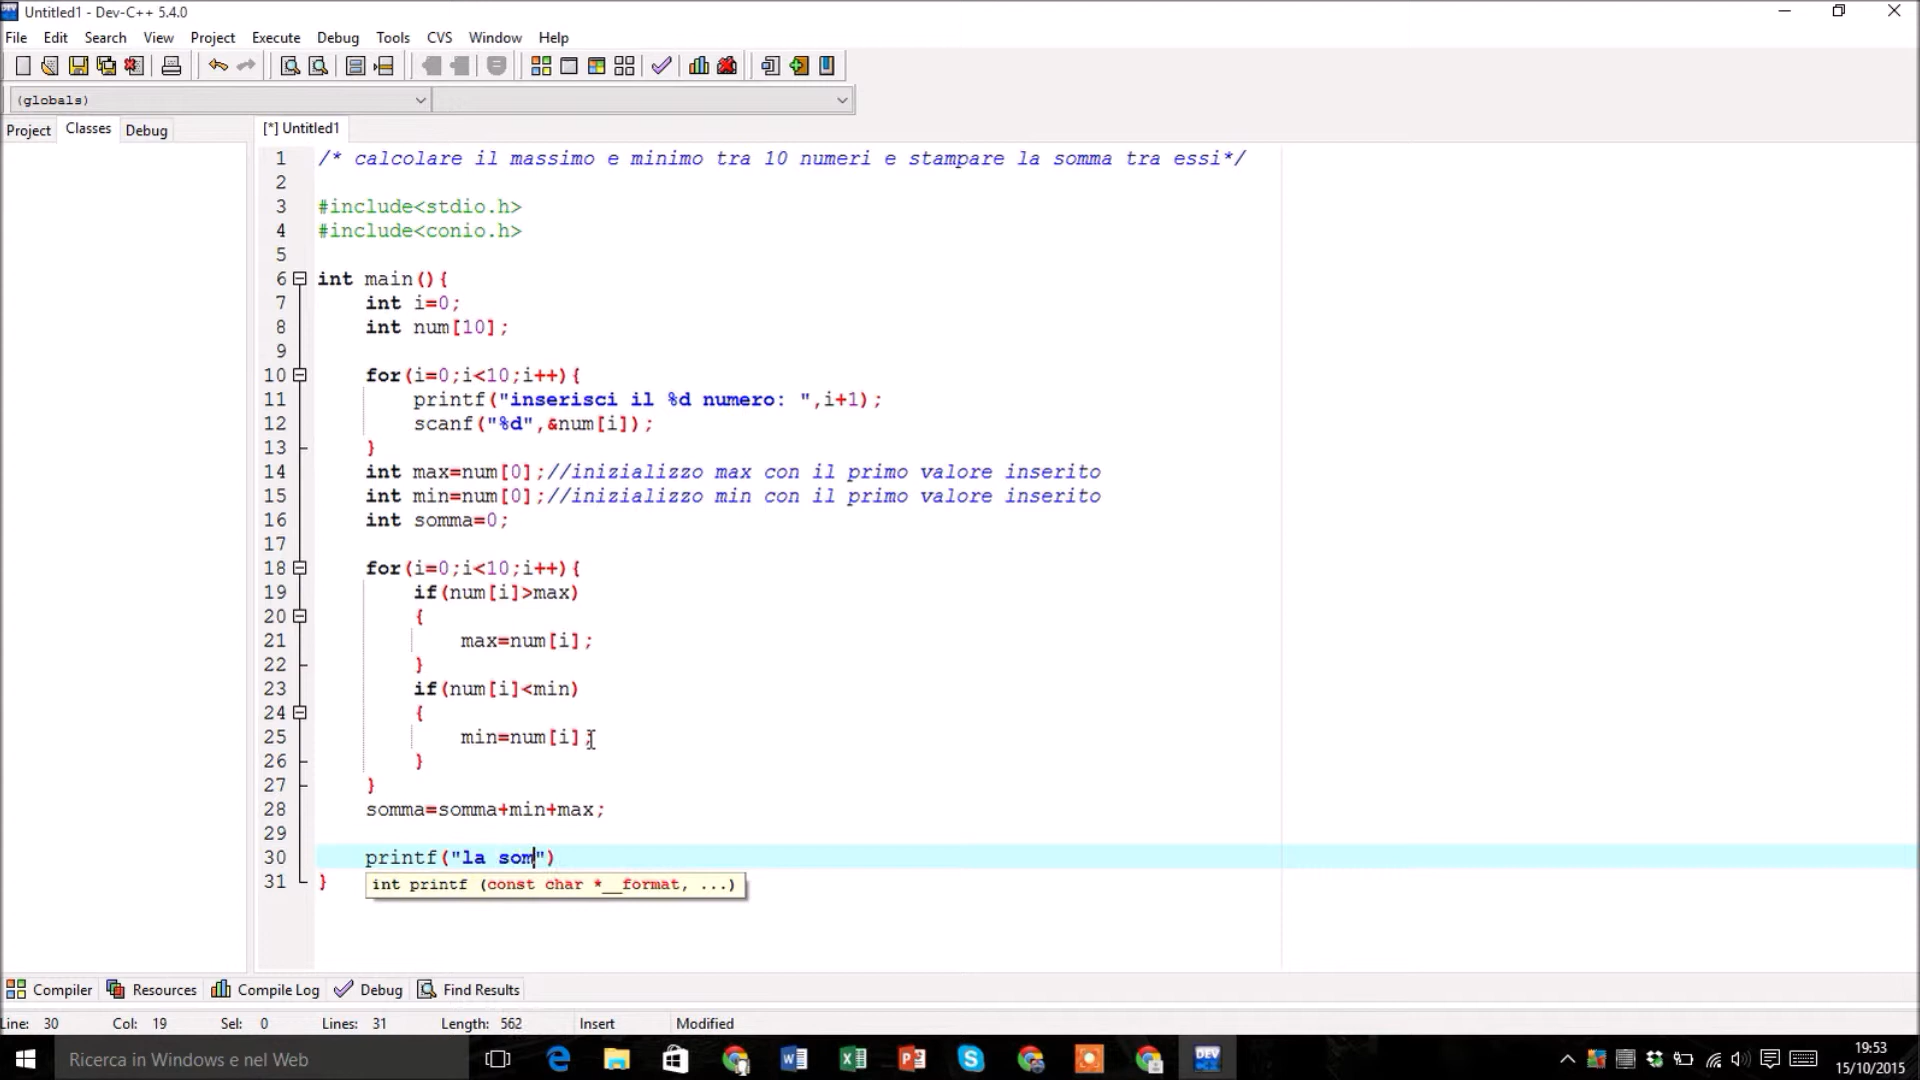 Untitled1 - Dev-C++ 5.4.0
File Edit Search View Project Execute Debug Tools CVS Window Help
(globals)
Project Classes Debug
[*] Untitled1
1 /* calcolare il massimo e minimo tra 10 numeri e stampare la somma tra essi*/
2
3 #include<stdio.h>
4 #include<conio.h>
5
6 int main(){
7 int i=0;
8 int num[10];
9
10 for(i=0;i<10;i++){
11 printf("inserisci il %d numero: ",i+1);
12 scanf("%d",&num[i]);
13 }
14 int max=num[0];//inizializzo max con il primo valore inserito
15 int min=num[0];//inizializzo min con il primo valore inserito
16 int somma=0;
17
18 for(i=0;i<10;i++){
19 if(num[i]>max)
20 {
21 max=num[i];
22 }
23 if(num[i]<min)
24 {
25 min=num[i];
26 }
27 }
28 somma=somma+min+max;
29
30 printf("la som")
31 }
int printf (const char *__format, ...)
Compiler Resources Compile Log Debug Find Results
Line: 30 Col: 19 Sel: 0 Lines: 31 Length: 562 Insert Modified
Ricerca in Windows e nel Web
DEV
19:53
15/10/2015